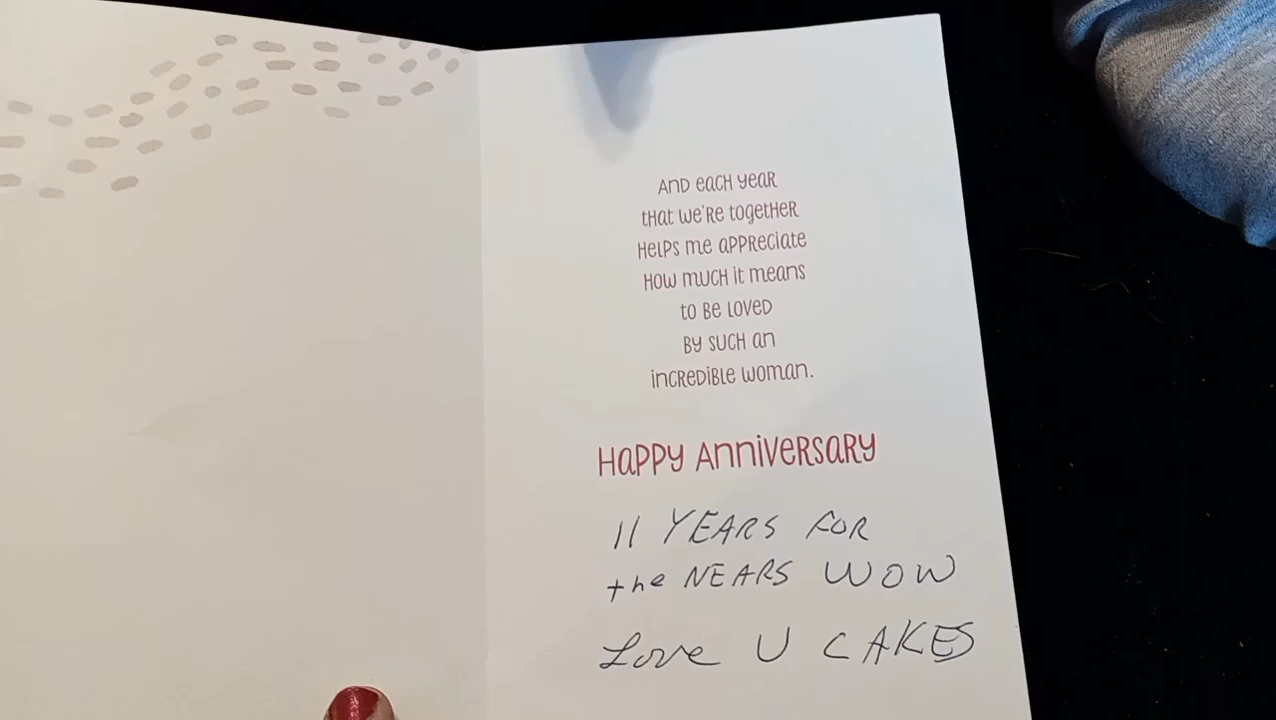 AND EACH YEAR
THAT WE'RE TOGETHER
HELPS ME APPRECIATE
HOW MUCH IT MEANS
TO BE LOVED
BY SUCH AN
INCREDIBLE WOMAN.
HAPPY ANNIVERSARY
11 YEARS FOR
the NEARS WOW
Love U CAKES